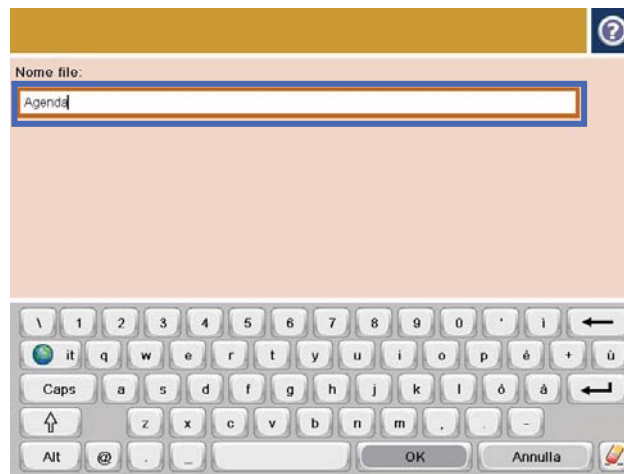 ?
Nome file:
Agenda
\ 1 2 3 4 5 6 7 8 9 0 ' ì
it q w e r t y u i o p è + ù
Caps a s d f g h j k l ò à
z x c v b n m , . -
Alt @ . _ OK Annulla